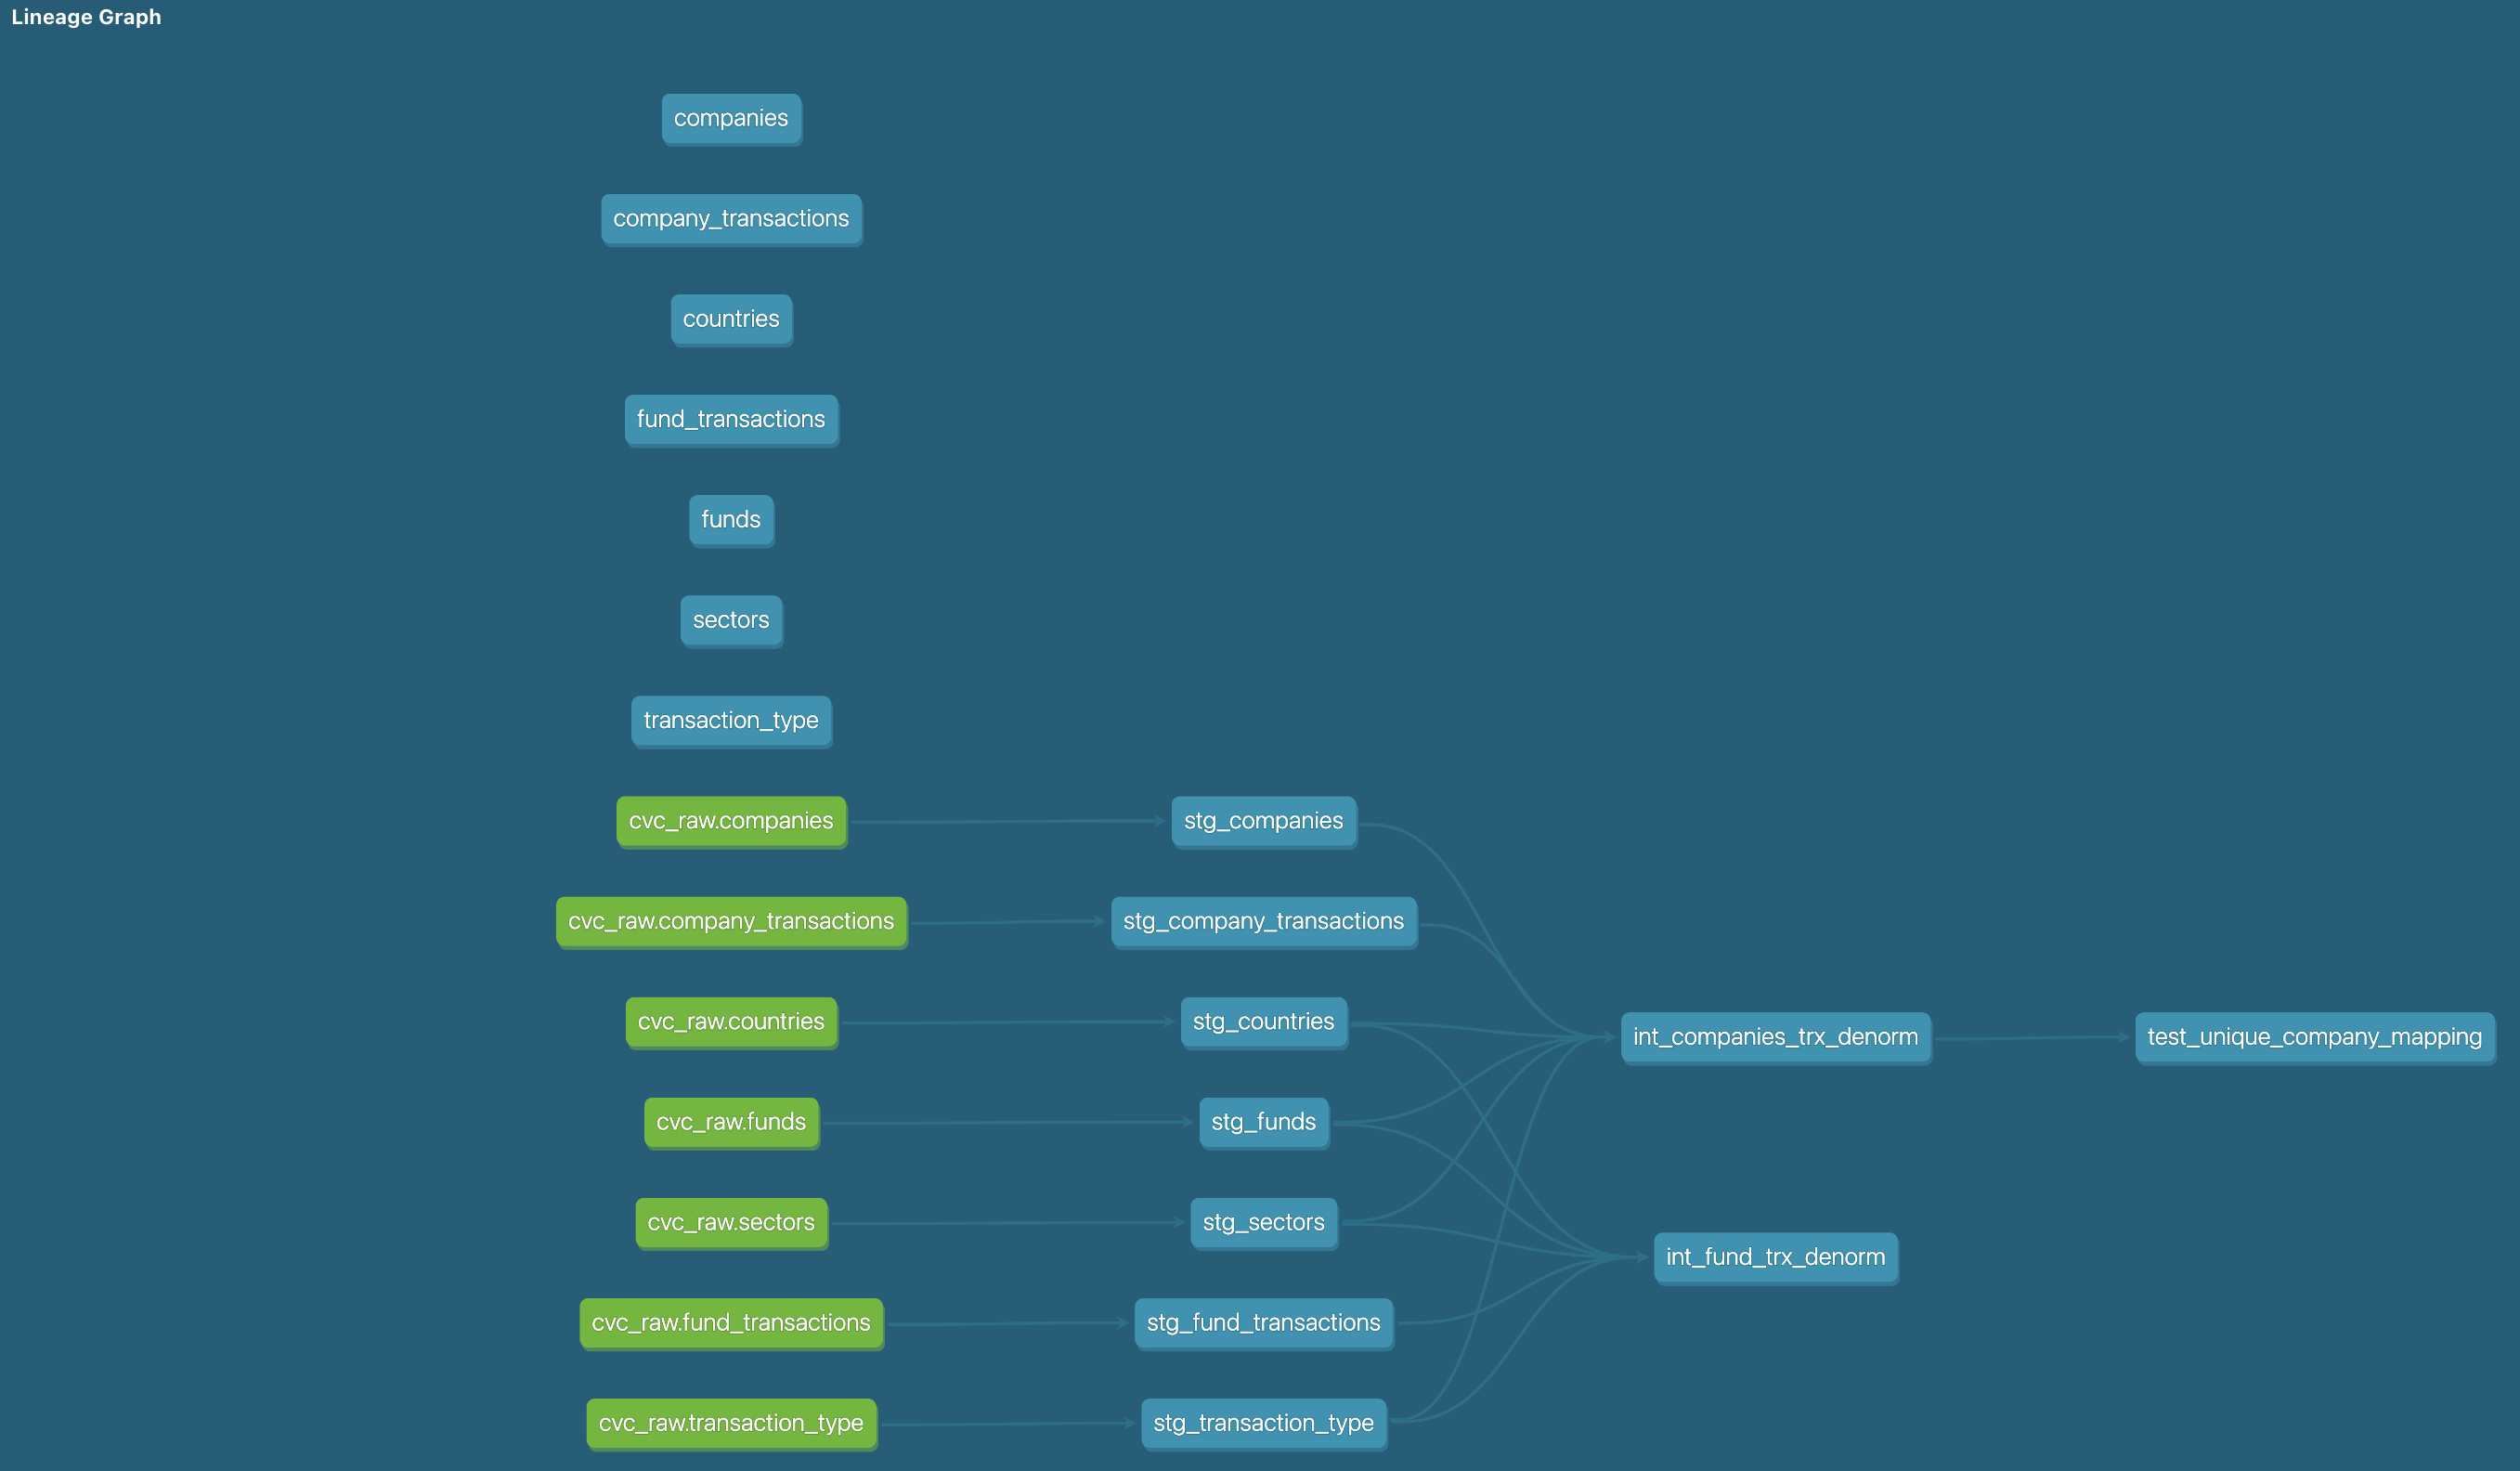 Lineage Graph
companies
company_transactions
countries
fund_transactions
funds
sectors
transaction_type
cvc_raw.companies
stg_companies
cvc_raw.company_transactions
stg_company_transactions
cvc_raw.countries
stg_countries
int_companies_trx_denorm
test_unique_company_mapping
cvc_raw.funds
stg_funds
cvc_raw.sectors
stg_sectors
int_fund_trx_denorm
cvc_raw.fund_transactions
stg_fund_transactions
cvc_raw.transaction_type
stg_transaction_type